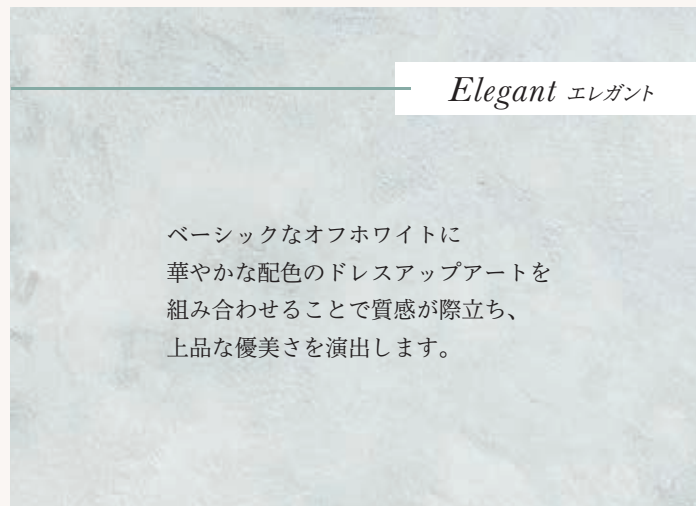 Elegant エレガント
ベーシックなオフホワイトに
華やかな配色のドレスアップアートを
組み合わせることで質感が際立ち、
上品な優美さを演出します。